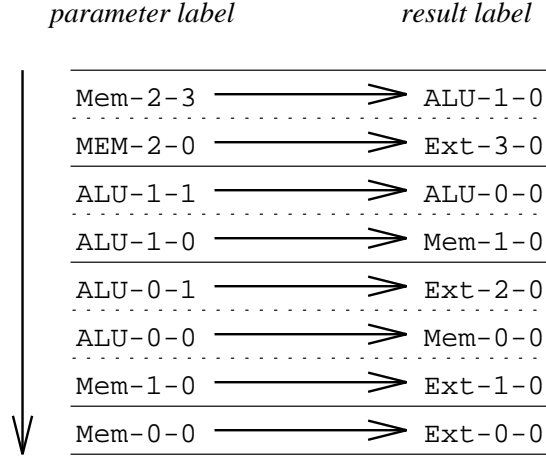 parameter label result label
Mem-2-3 ALU-1-0
MEM-2-0 Ext-3-0
ALU-1-1 ALU-0-0
ALU-1-0 Mem-1-0
ALU-0-1 Ext-2-0
ALU-0-0 Mem-0-0
Mem-1-0 Ext-1-0
Mem-0-0 Ext-0-0